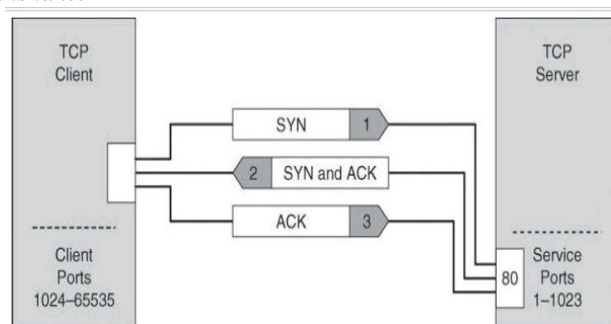 TCP
Client
TCP
Server
SYN
1
2
SYN and ACK
ACK
3
Client
Ports
1024–65535
80
Service
Ports
1–1023